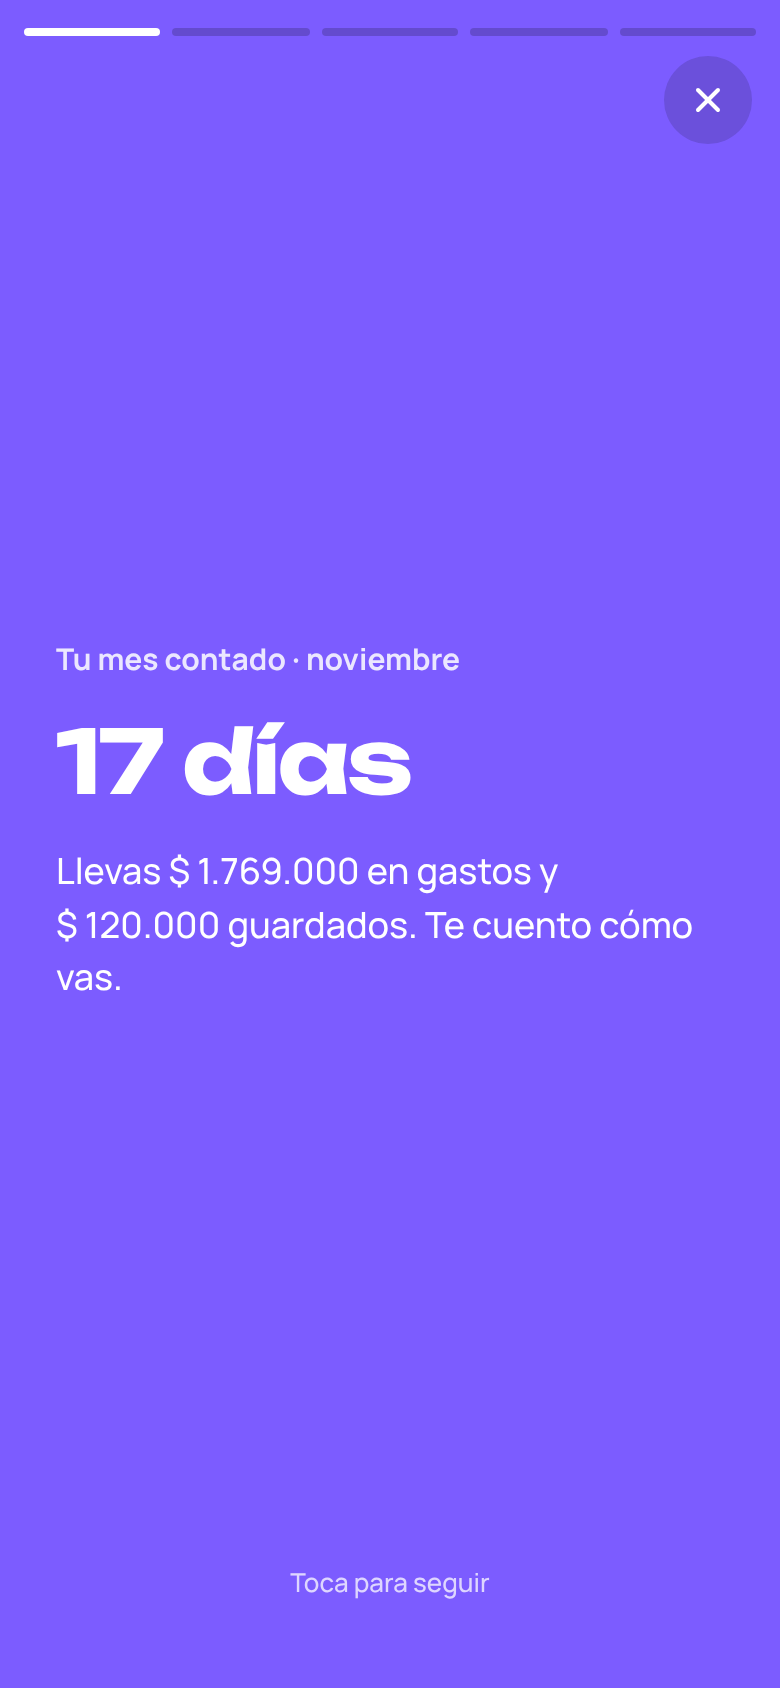 Tu mes contado · noviembre
17 días
Llevas $ 1.769.000 en gastos y
$ 120.000 guardados. Te cuento cómo
vas.
Toca para seguir